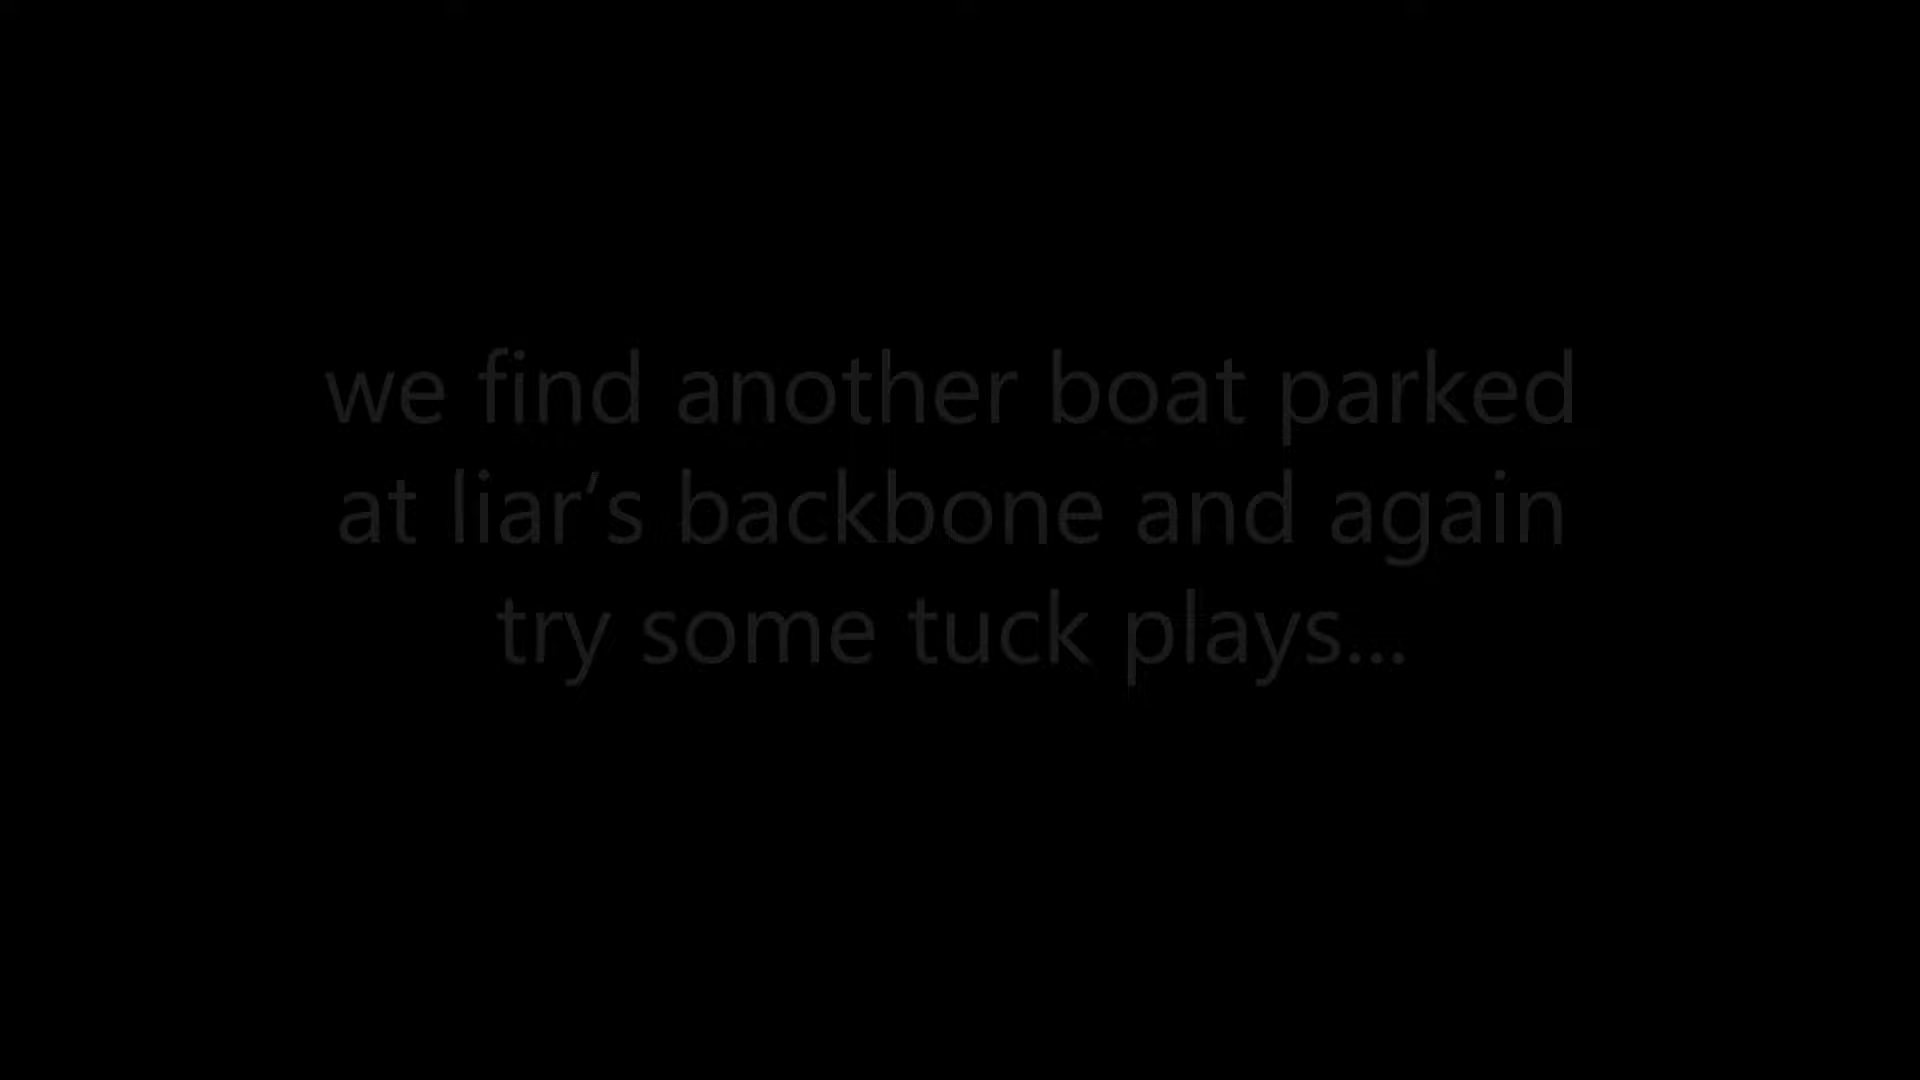 we find another boat parked
at liar‘s backbone and again
try some tuck plays...